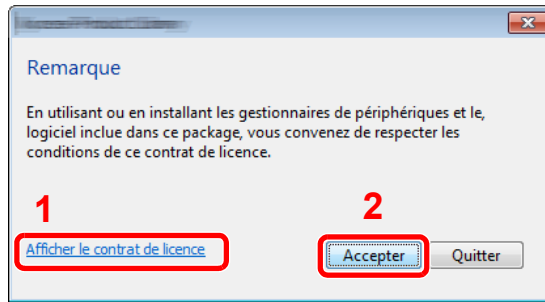 Remarque
En utilisant ou en installant les gestionnaires de périphériques et le,
logiciel inclue dans ce package, vous convenez de respecter les
conditions de ce contrat de licence.
1
2
Afficher le contrat de licence
Accepter
Quitter